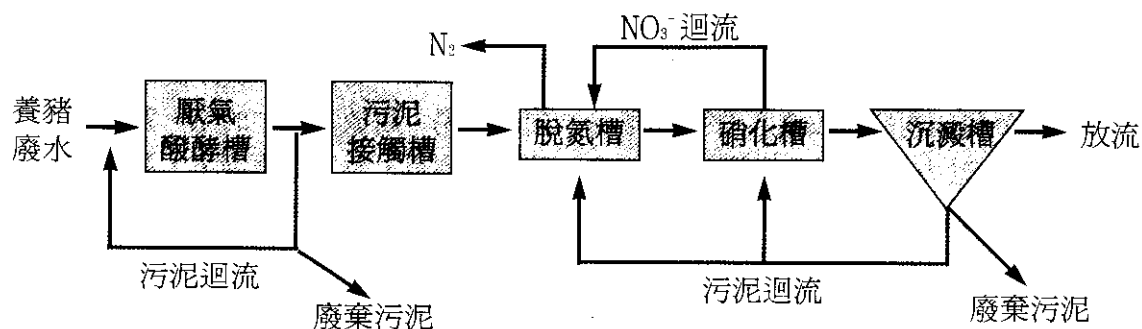 N₂
NO₃⁻ 迴流
養豬
廢水
厭氣
醱酵槽
污泥
接觸槽
脫氮槽
硝化槽
沉澱槽
放流
污泥迴流
廢棄污泥
污泥迴流
廢棄污泥